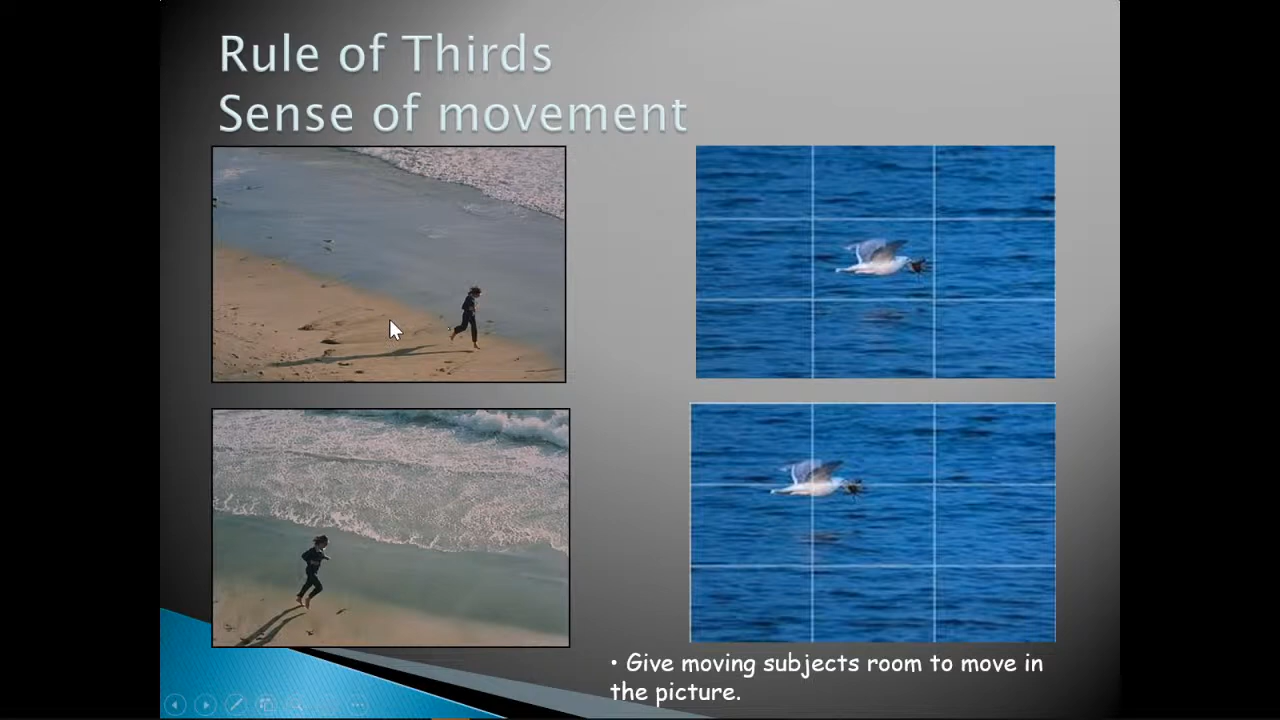 Rule of Thirds
Sense of movement
• Give moving subjects room to move in
the picture.